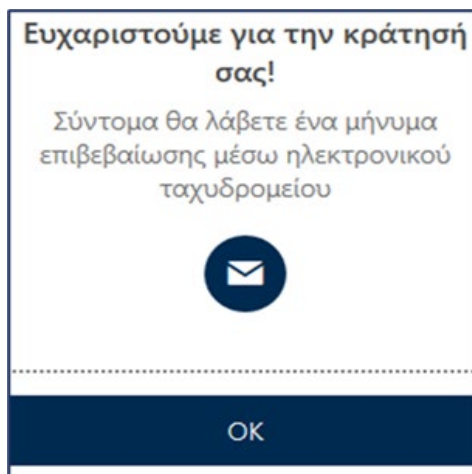 Ευχαριστούμε για την κράτησή
σας!
Σύντομα θα λάβετε ένα μήνυμα
επιβεβαίωσης μέσω ηλεκτρονικού
ταχυδρομείου
OK